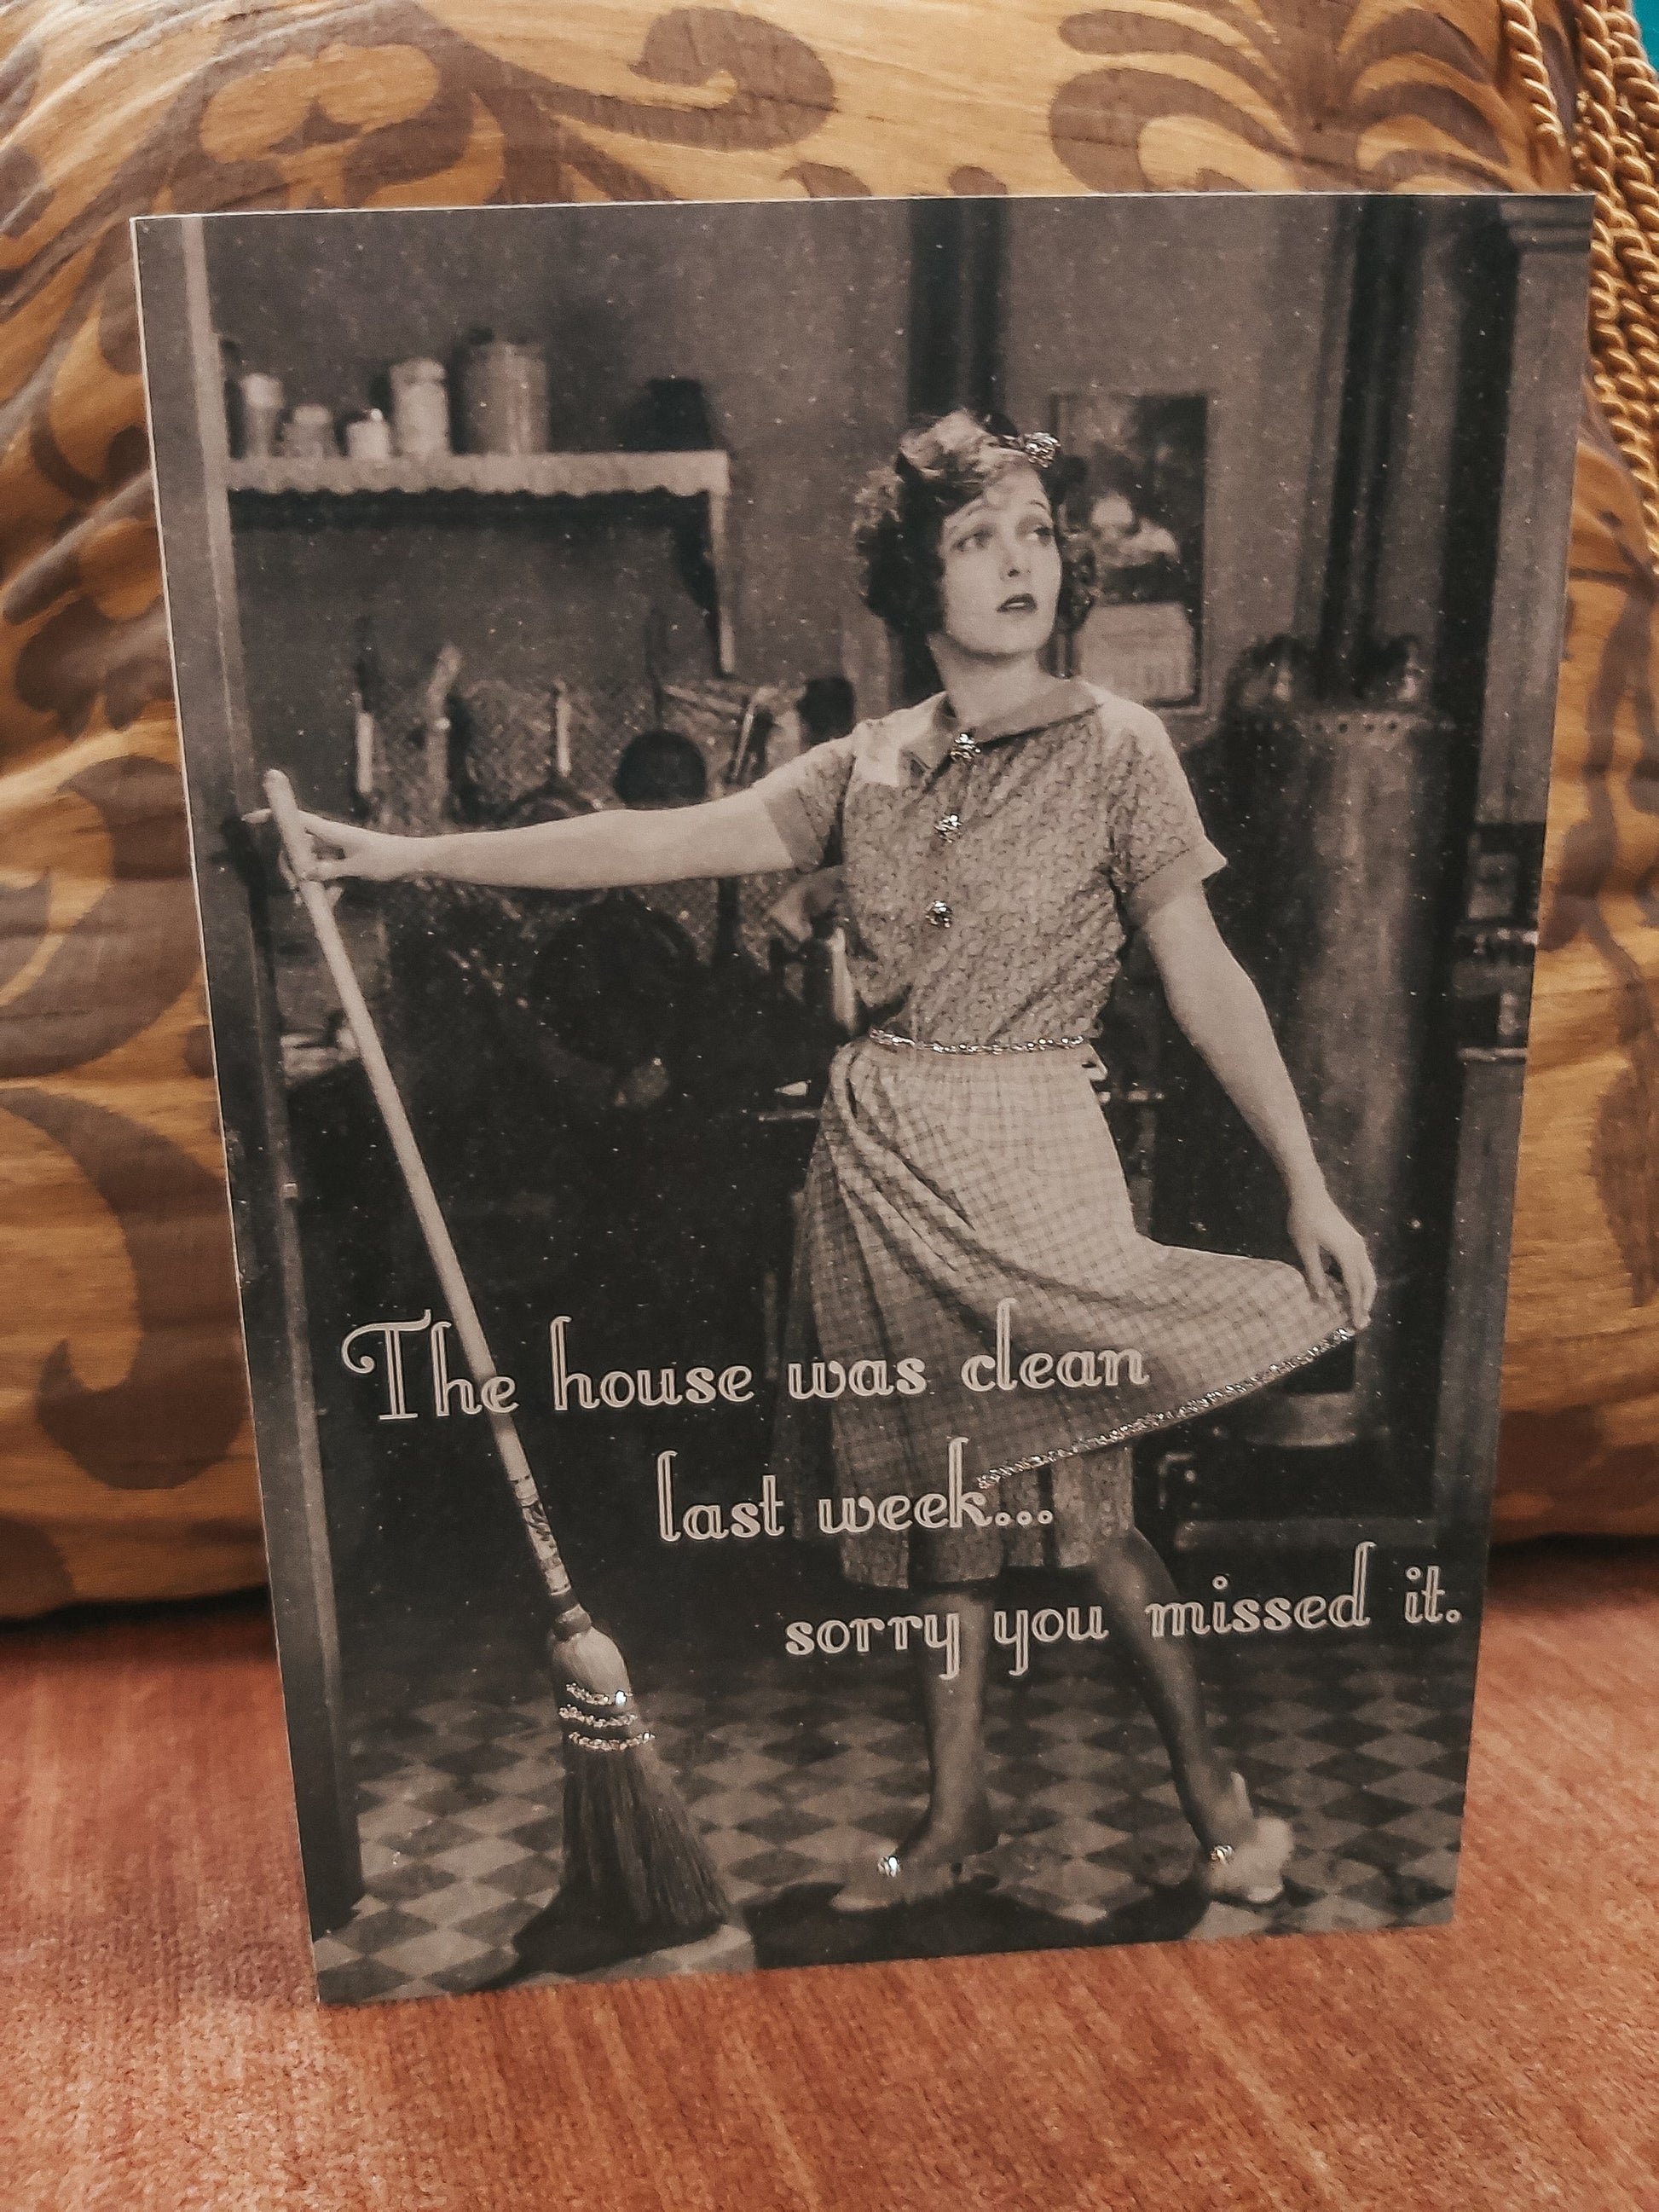 The house was clean
last week...
sorry you missed it.